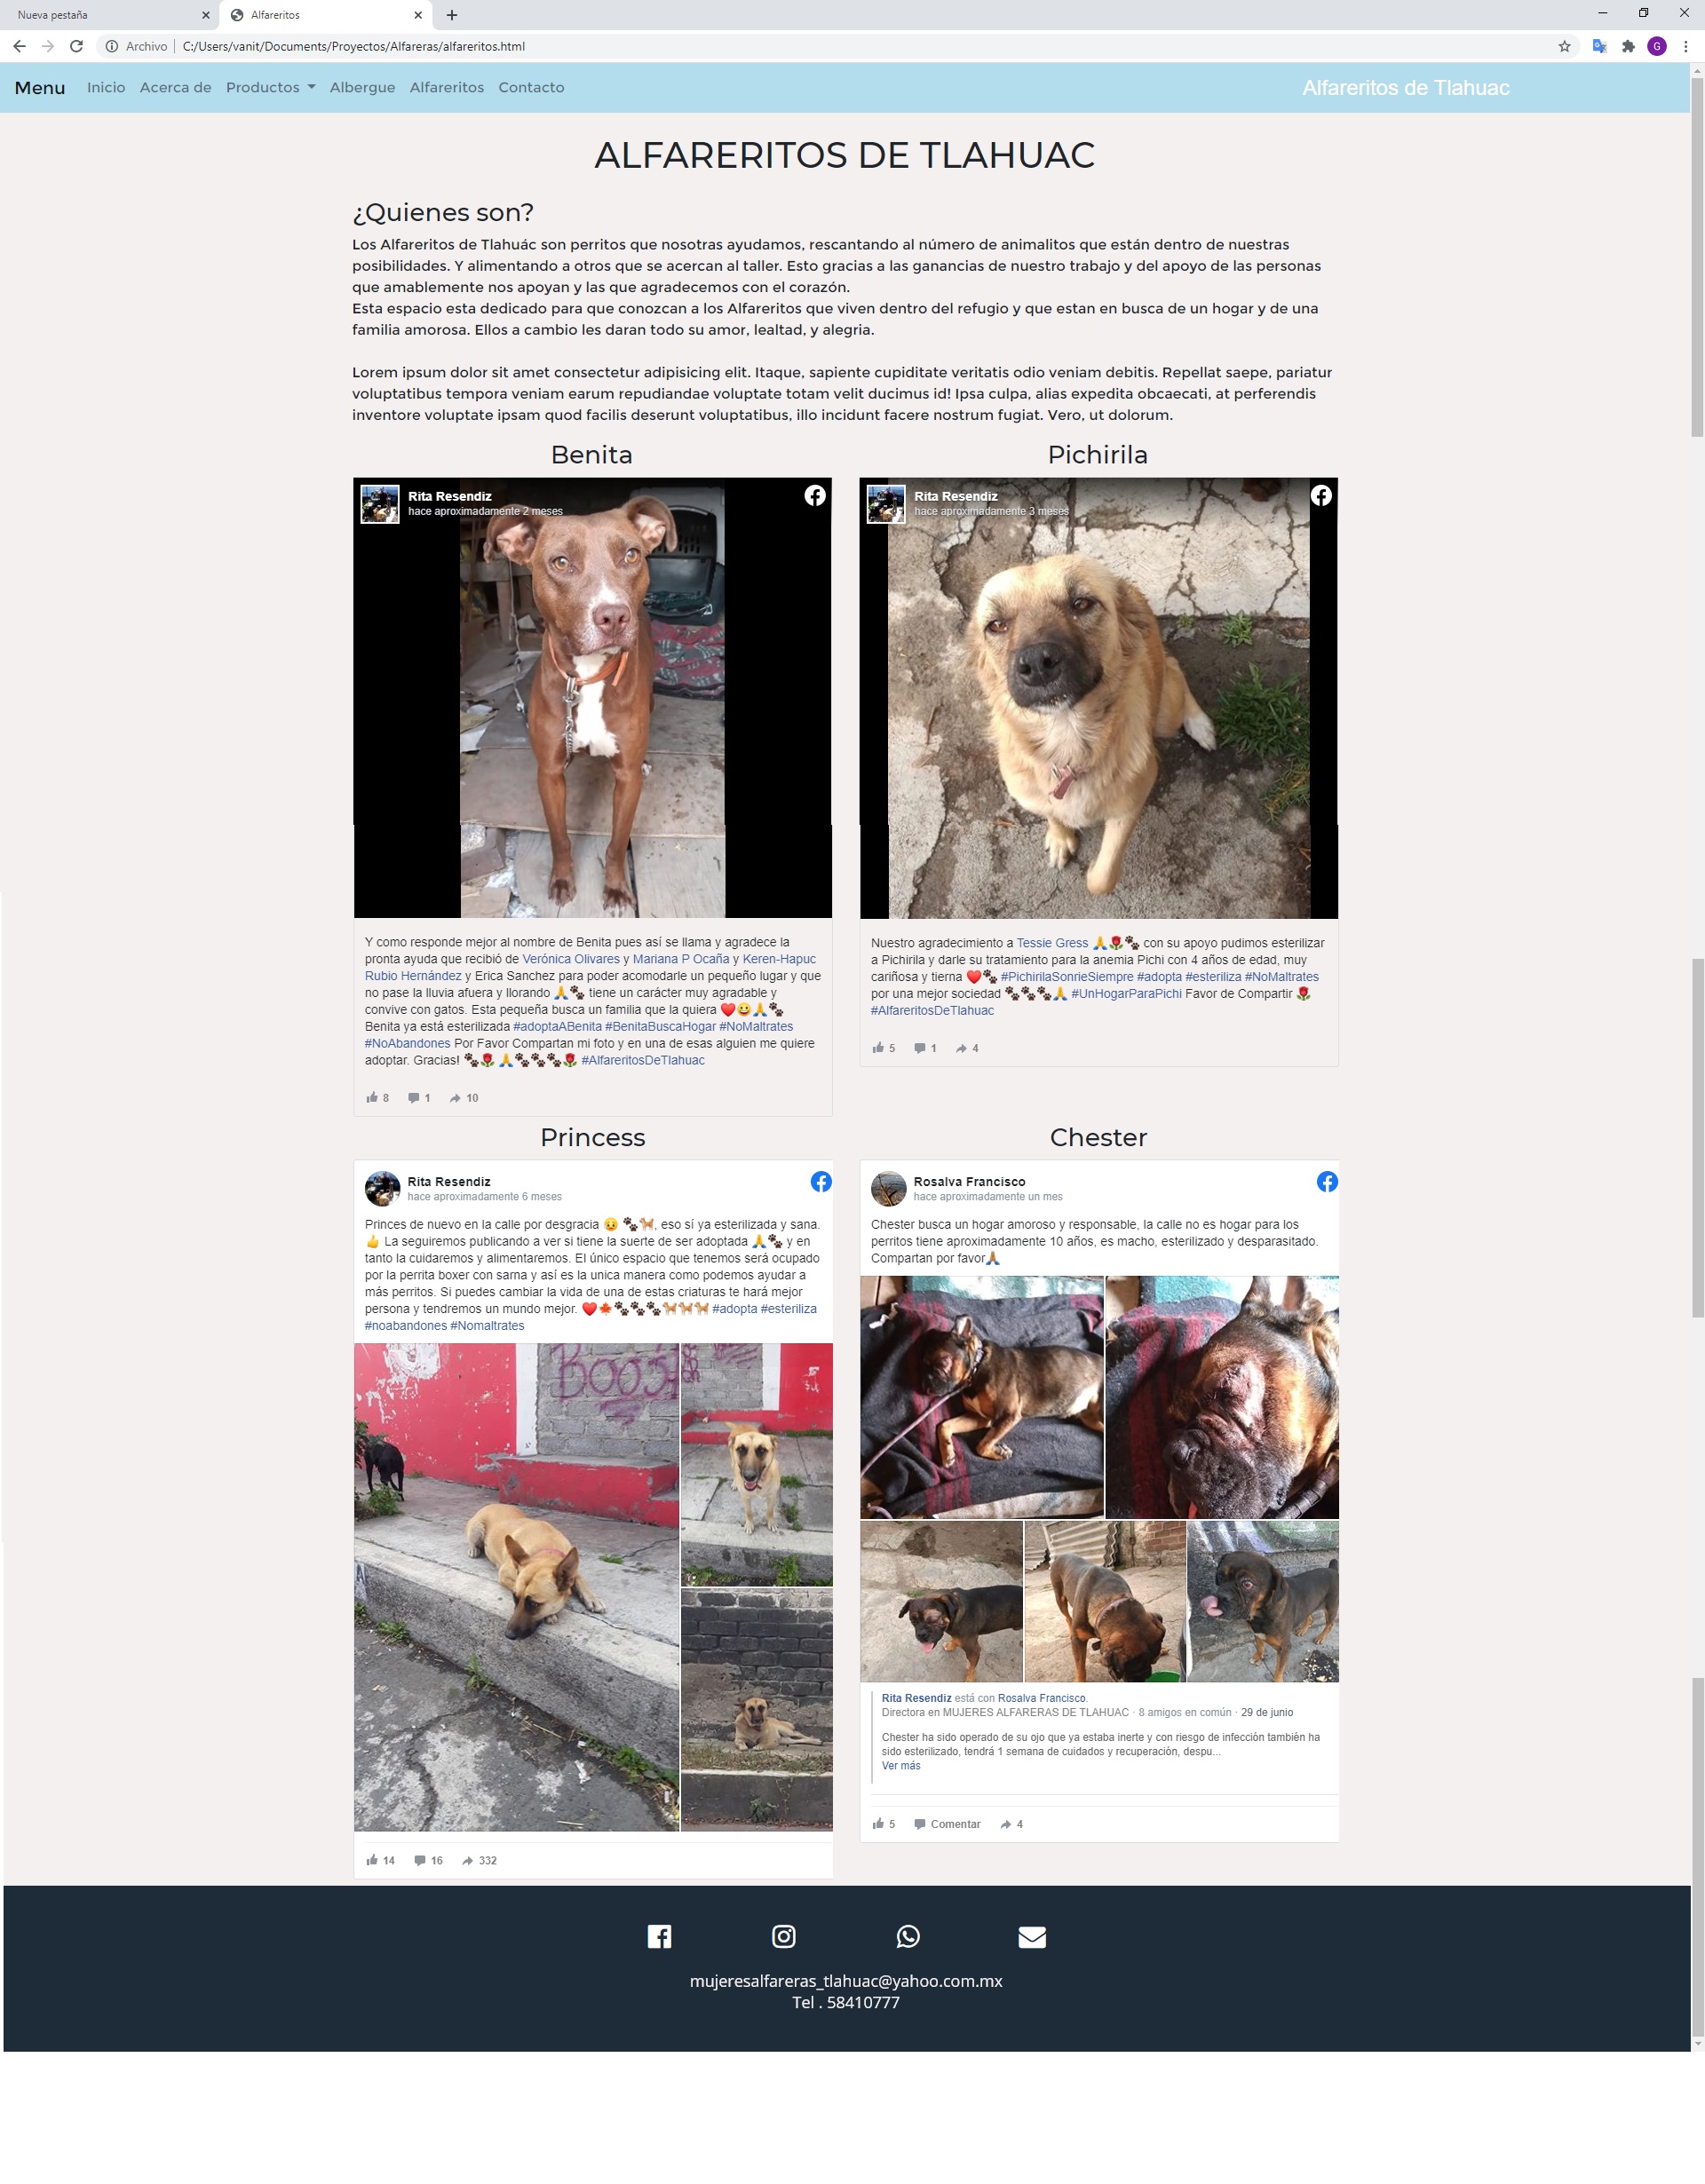 Nueva pestaña
Alfareritos
Archivo
C:/Users/vanit/Documents/Proyectos/Alfareras/alfareritos.html
G
Menu Inicio Acerca de Productos Albergue Alfareritos Contacto
Alfareritos de Tlahuac
ALFARERITOS DE TLAHUAC
¿Quienes son?
Los Alfareritos de Tlahuác son perritos que nosotras ayudamos, rescantando al número de animalitos que están dentro de nuestras
posibilidades. Y alimentando a otros que se acercan al taller. Esto gracias a las ganancias de nuestro trabajo y del apoyo de las personas
que amablemente nos apoyan y las que agradecemos con el corazón.
Esta espacio esta dedicado para que conozcan a los Alfareritos que viven dentro del refugio y que estan en busca de un hogar y de una
familia amorosa. Ellos a cambio les daran todo su amor, lealtad, y alegria.
Lorem ipsum dolor sit amet consectetur adipisicing elit. Itaque, sapiente cupiditate veritatis odio veniam debitis. Repellat saepe, pariatur
voluptatibus tempora veniam earum repudiandae voluptate totam velit ducimus id! Ipsa culpa, alias expedita obcaecati, at perferendis
inventore voluptate ipsam quod facilis deserunt voluptatibus, illo incidunt facere nostrum fugiat. Vero, ut dolorum.
Benita
Rita Resendiz
hace aproximadamente 2 meses
Y como responde mejor al nombre de Benita pues así se llama y agradece la
pronta ayuda que recibió de Verónica Olivares y Mariana P Ocaña y Keren-Hapuc
Rubio Hernández y Erica Sanchez para poder acomodarle un pequeño lugar y que
no pase la lluvia afuera y llorando 🙏🐾 tiene un carácter muy agradable y
convive con gatos. Esta pequeña busca un familia que la quiera ❤️😀🙏🐾
Benita ya está esterilizada #adoptaABenita #BenitaBuscaHogar #NoMaltrates
#NoAbandones Por Favor Compartan mi foto y en una de esas alguien me quiere
adoptar. Gracias! 🐾🌹🙏🐾🐾🐾🌹 #AlfareritosDeTlahuac
8 1 10
Pichirila
Rita Resendiz
hace aproximadamente 3 meses
Nuestro agradecimiento a Tessie Gress 🙏🌹🐾 con su apoyo pudimos esterilizar
a Pichirila y darle su tratamiento para la anemia Pichi con 4 años de edad, muy
cariñosa y tierna ❤️🐾 #PichirilaSonrieSiempre #adopta #esteriliza #NoMaltrates
por una mejor sociedad 🐾🐾🐾🙏 #UnHogarParaPichi Favor de Compartir 🌹
#AlfareritosDeTlahuac
5 1 4
Princess
Rita Resendiz
hace aproximadamente 6 meses
Princes de nuevo en la calle por desgracia 😥 🐾🐕, eso sí ya esterilizada y sana.
👍 La seguiremos publicando a ver si tiene la suerte de ser adoptada 🙏🐾 y en
tanto la cuidaremos y alimentaremos. El único espacio que tenemos será ocupado
por la perrita boxer con sarna y así es la unica manera como podemos ayudar a
más perritos. Si puedes cambiar la vida de una de estas criaturas te hará mejor
persona y tendremos un mundo mejor. ❤️🍁🐾🐾🐾🐕🐕🐕 #adopta #esteriliza
#noabandones #Nomaltrates
14 16 332
Chester
Rosalva Francisco
hace aproximadamente un mes
Chester busca un hogar amoroso y responsable, la calle no es hogar para los
perritos tiene aproximadamente 10 años, es macho, esterilizado y desparasitado.
Compartan por favor🙏🏽
Rita Resendiz está con Rosalva Francisco.
Directora en MUJERES ALFARERAS DE TLAHUAC · 8 amigos en común · 29 de junio
Chester ha sido operado de su ojo que ya estaba inerte y con riesgo de infección también ha
sido esterilizado, tendrá 1 semana de cuidados y recuperación, despu...
Ver más
5 Comentar 4
mujeresalfareras_tlahuac@yahoo.com.mx
Tel . 58410777